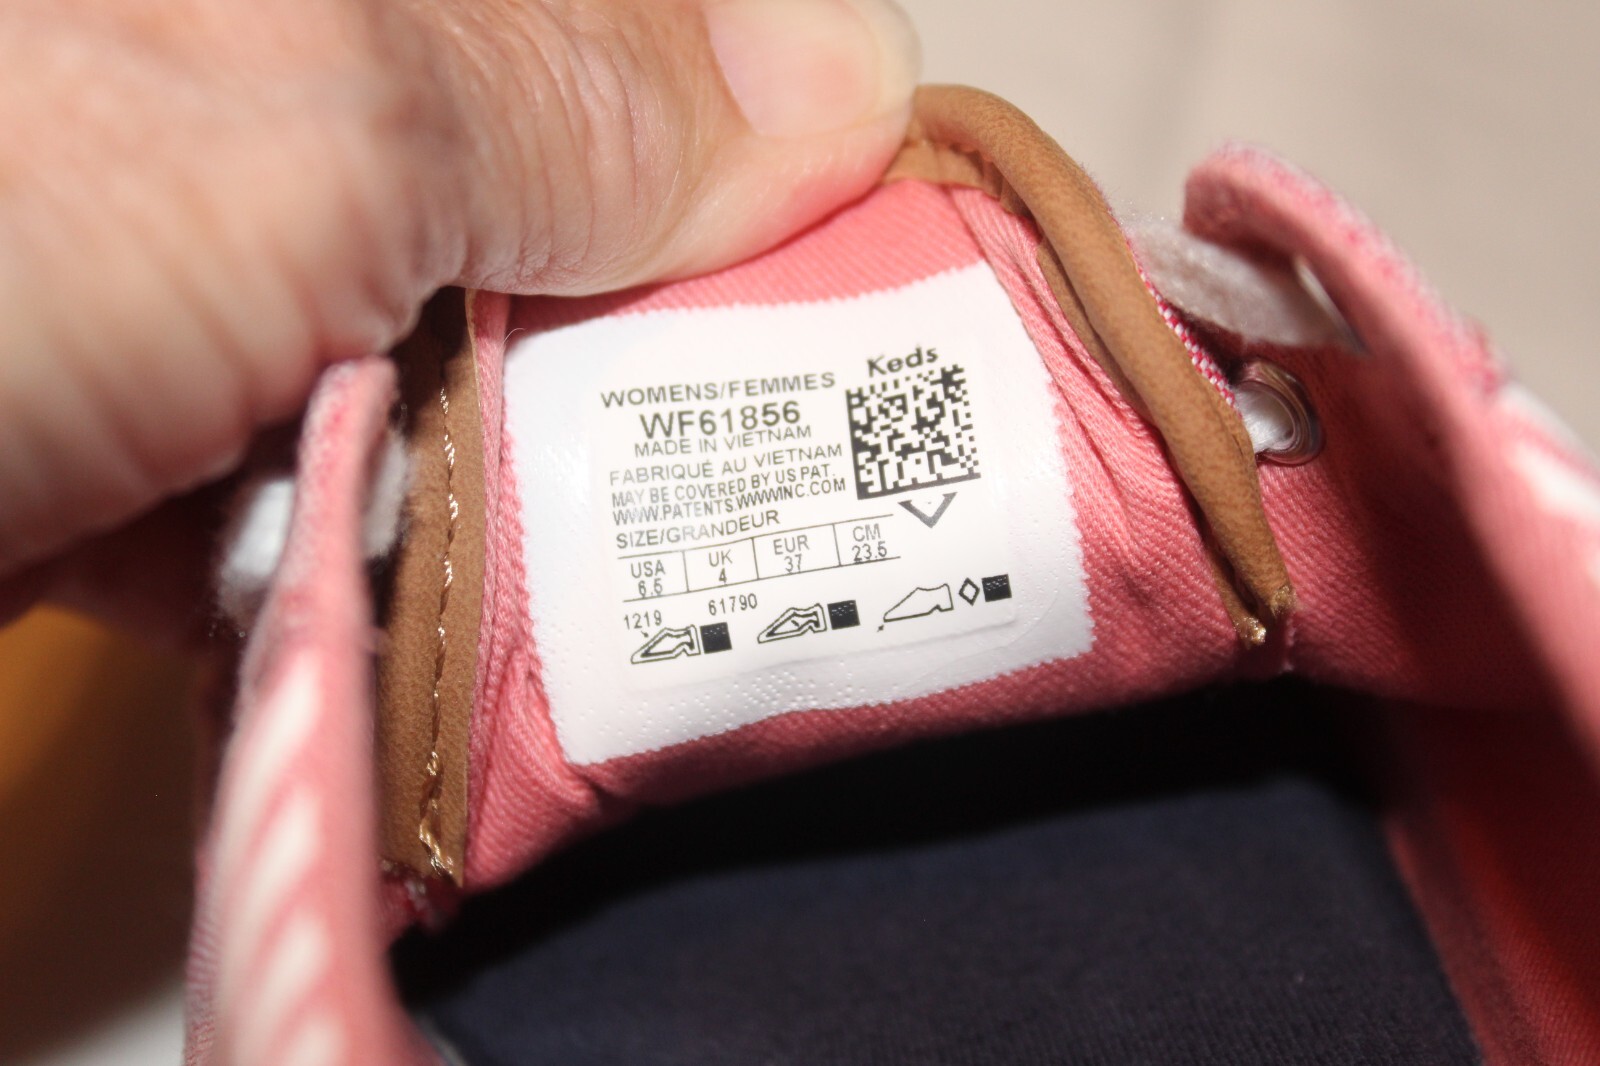 Keds
WOMENS/FEMMES
WF61856
MADE IN VIETNAM
FABRIQUÉ AU VIETNAM
MAY BE COVERED BY US PAT.
WWW.PATENTS.WWWINC.COM
SIZE/GRANDEUR
USA UK EUR CM
6.5 4 37 23.5
1219 61790